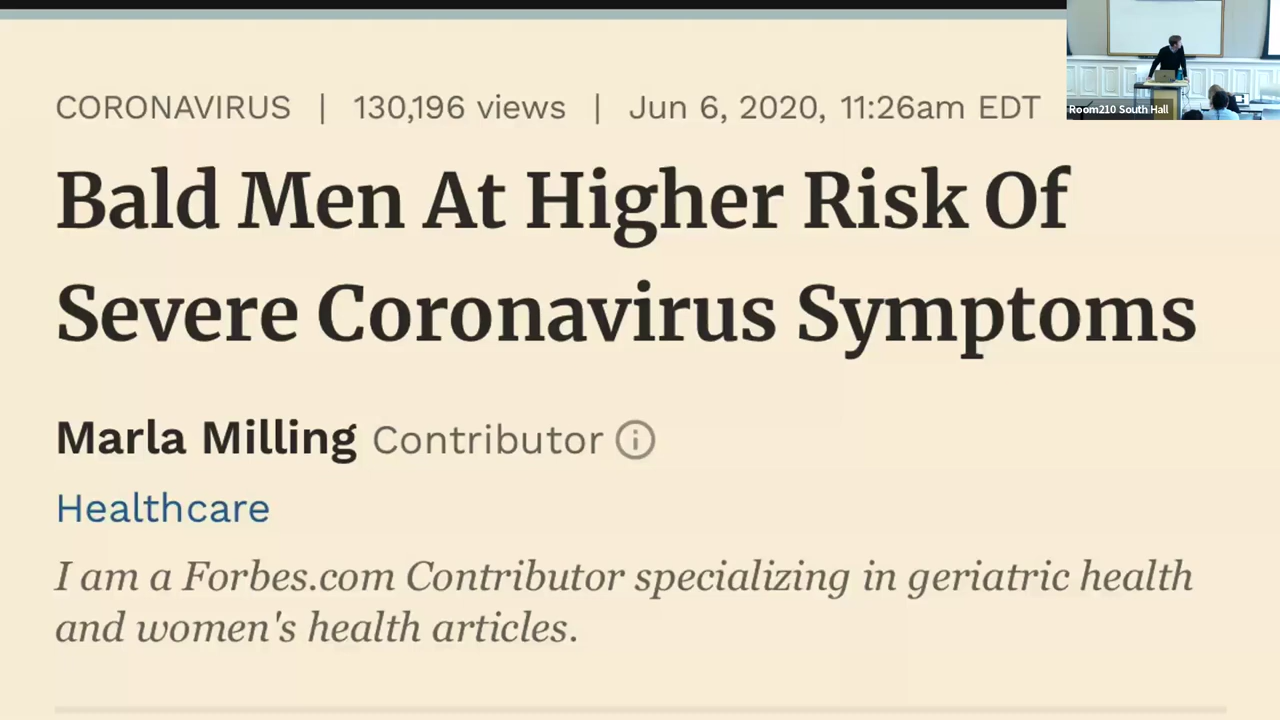 CORONAVIRUS | 130,196 views | Jun 6, 2020, 11:26am EDT
Bald Men At Higher Risk Of
Severe Coronavirus Symptoms
Marla Milling Contributor
Healthcare
I am a Forbes.com Contributor specializing in geriatric health
and women's health articles.
Room210 South Hall